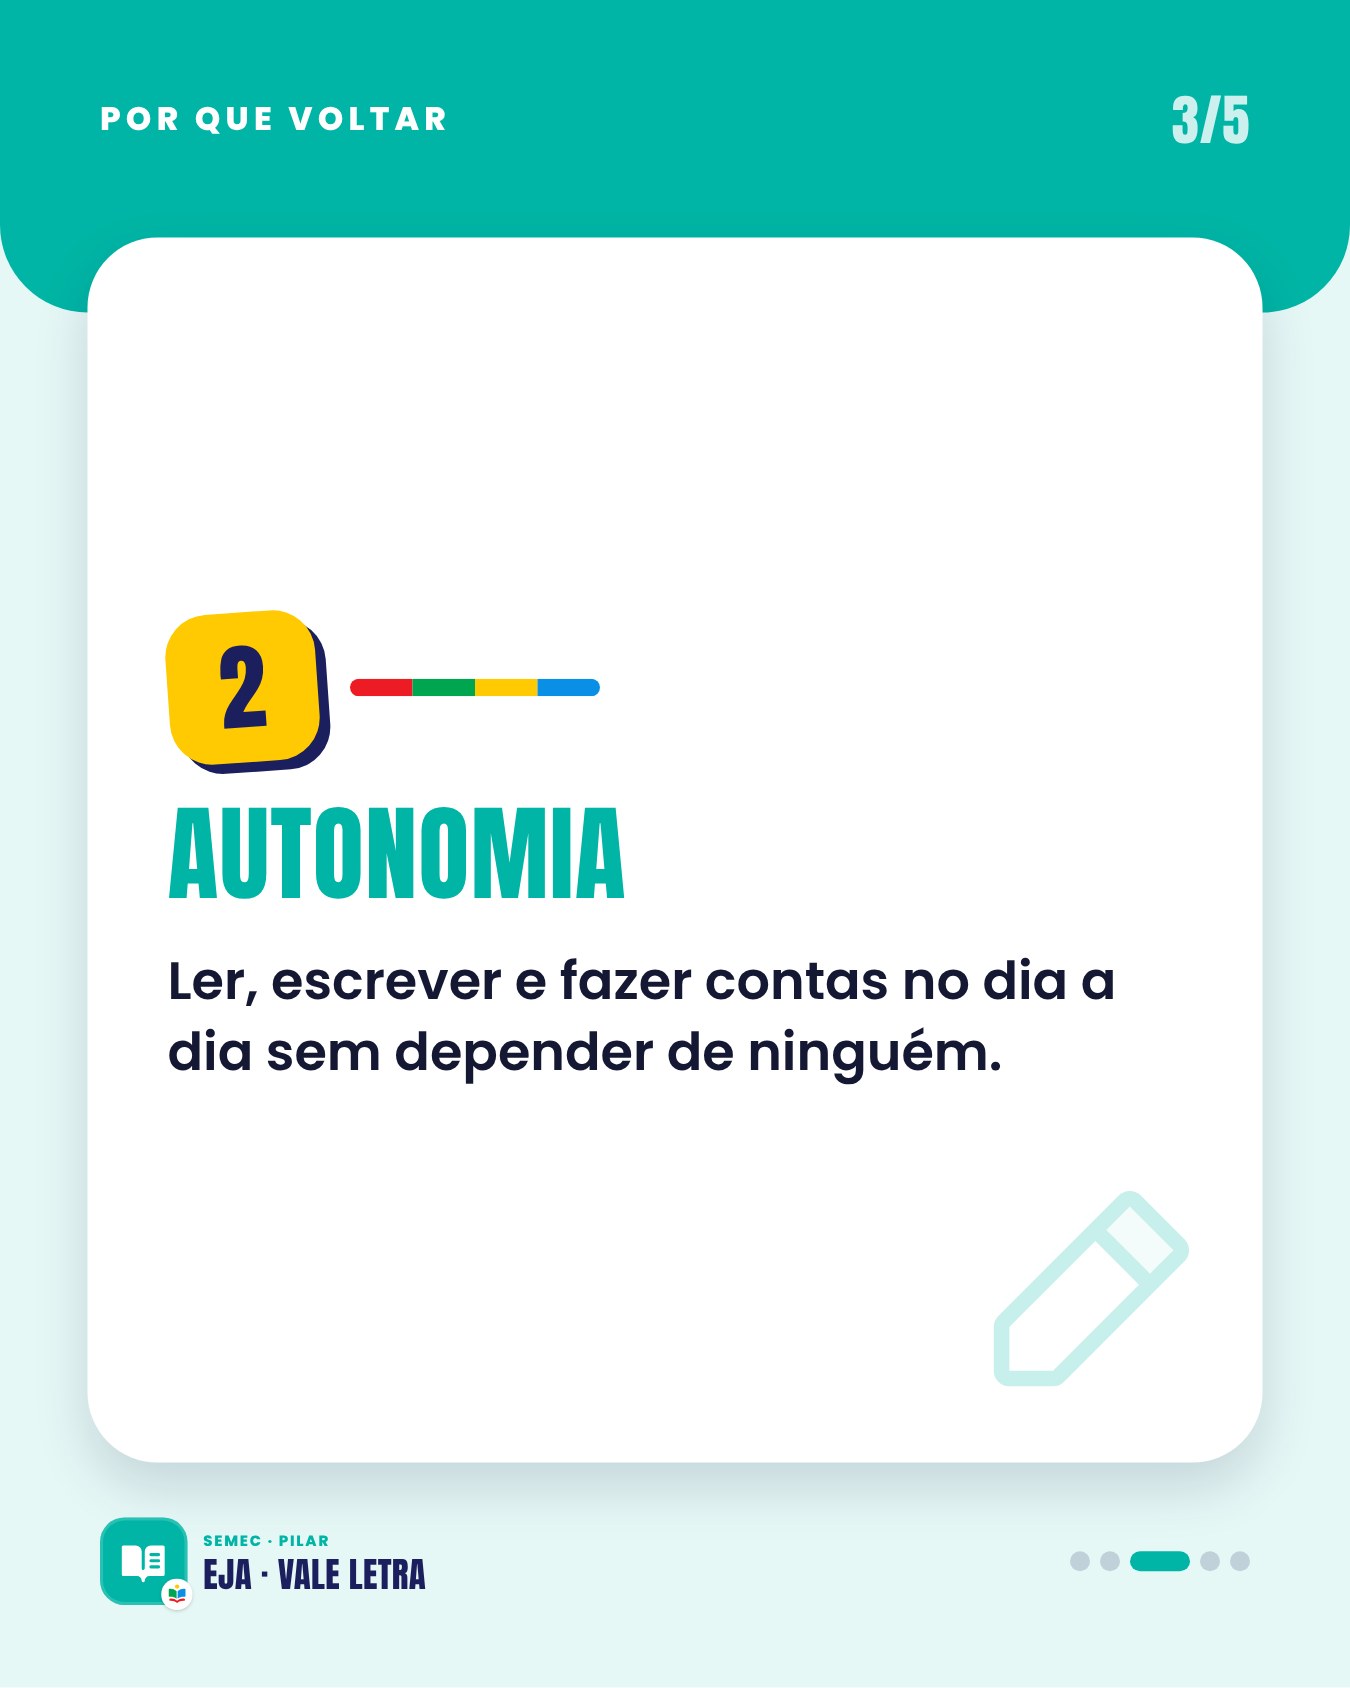 POR QUE VOLTAR
3/5
2
AUTONOMIA
Ler, escrever e fazer contas no dia a
dia sem depender de ninguém.
SEMEC · PILAR
EJA · VALE LETRA